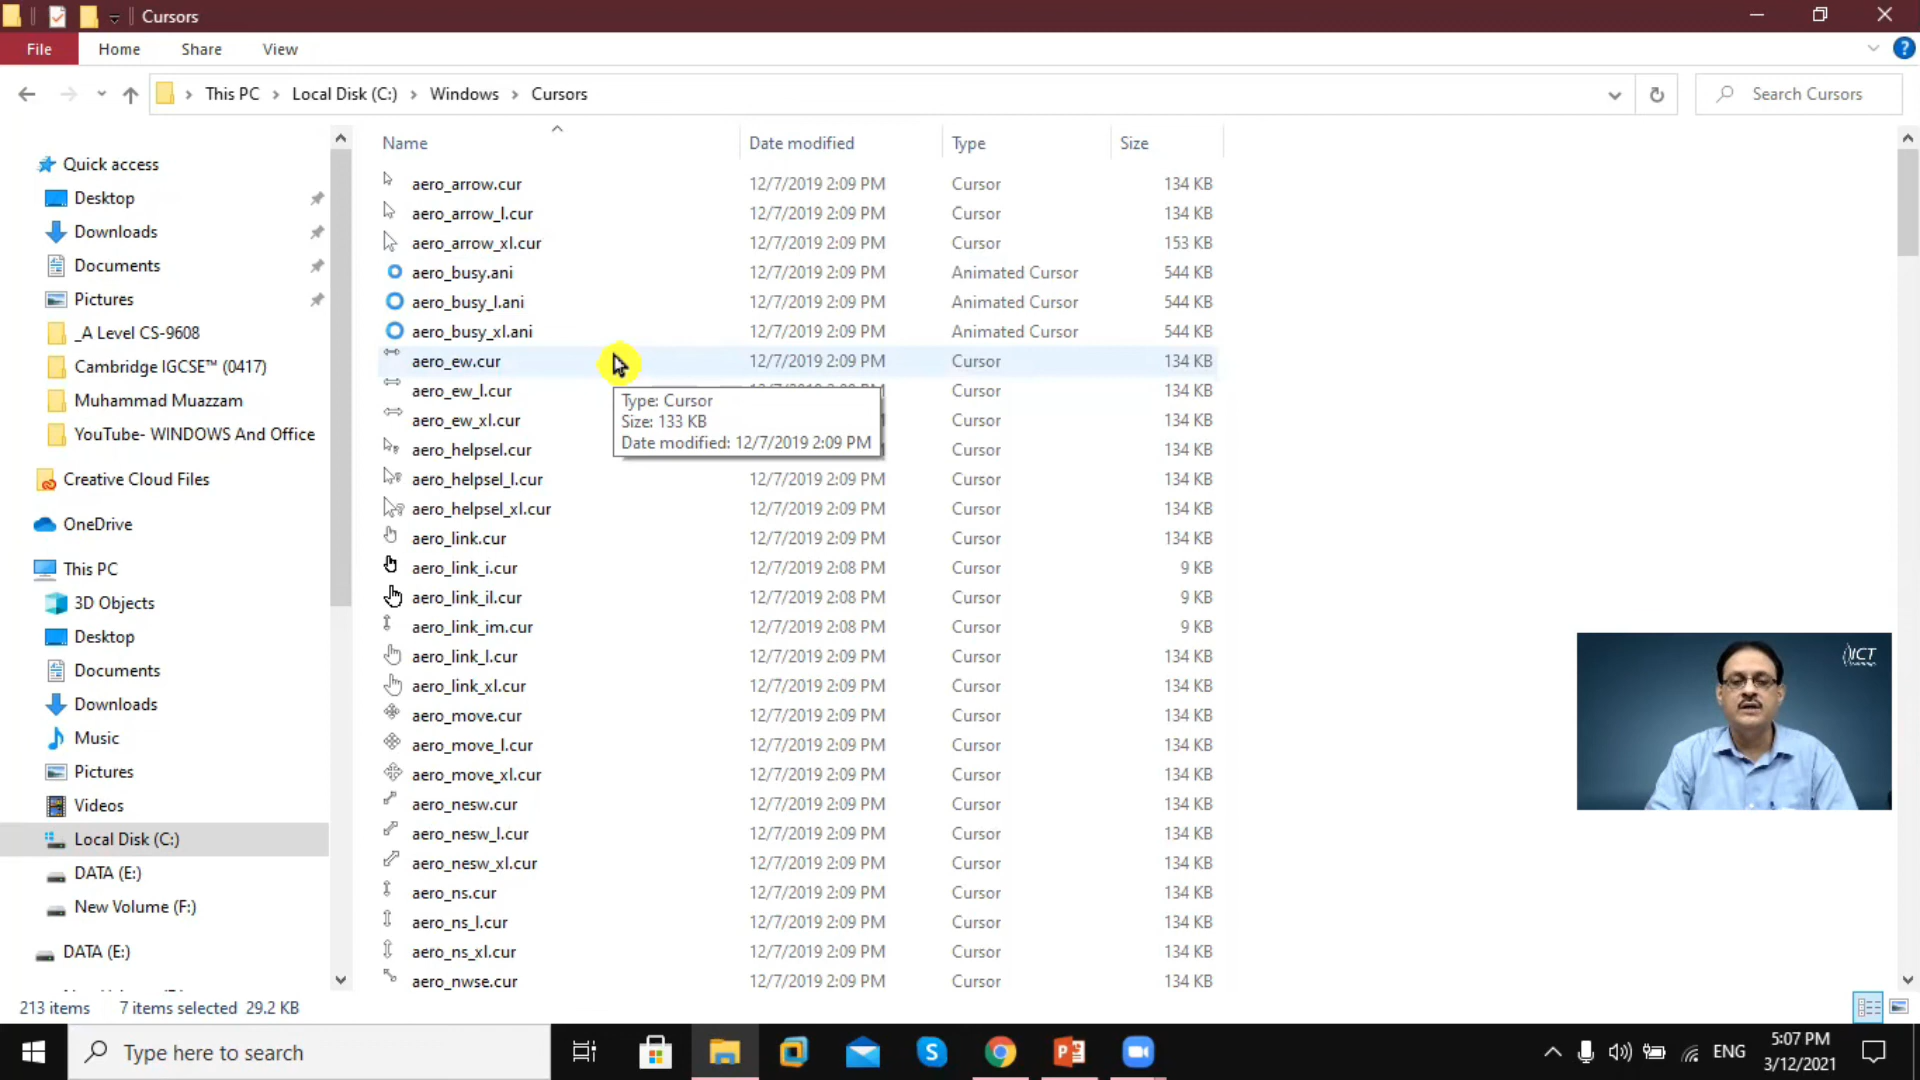 Cursors
File Home Share View
This PC Local Disk (C:) Windows Cursors Search Cursors
Name Date modified Type Size
Quick access
Desktop
Downloads
Documents
Pictures
_A Level CS-9608
Cambridge IGCSE™ (0417)
Muhammad Muazzam
YouTube- WINDOWS And Office
Creative Cloud Files
OneDrive
This PC
3D Objects
Desktop
Documents
Downloads
Music
Pictures
Videos
Local Disk (C:)
DATA (E:)
New Volume (F:)
DATA (E:)
aero_arrow.cur 12/7/2019 2:09 PM Cursor 134 KB
aero_arrow_l.cur 12/7/2019 2:09 PM Cursor 134 KB
aero_arrow_xl.cur 12/7/2019 2:09 PM Cursor 153 KB
aero_busy.ani 12/7/2019 2:09 PM Animated Cursor 544 KB
aero_busy_l.ani 12/7/2019 2:09 PM Animated Cursor 544 KB
aero_busy_xl.ani 12/7/2019 2:09 PM Animated Cursor 544 KB
aero_ew.cur 12/7/2019 2:09 PM Cursor 134 KB
aero_ew_l.cur Cursor 134 KB
aero_ew_xl.cur Cursor 134 KB
aero_helpsel.cur Cursor 134 KB
Type: Cursor
Size: 133 KB
Date modified: 12/7/2019 2:09 PM
aero_helpsel_l.cur 12/7/2019 2:09 PM Cursor 134 KB
aero_helpsel_xl.cur 12/7/2019 2:09 PM Cursor 134 KB
aero_link.cur 12/7/2019 2:09 PM Cursor 134 KB
aero_link_i.cur 12/7/2019 2:08 PM Cursor 9 KB
aero_link_il.cur 12/7/2019 2:08 PM Cursor 9 KB
aero_link_im.cur 12/7/2019 2:08 PM Cursor 9 KB
aero_link_l.cur 12/7/2019 2:09 PM Cursor 134 KB
aero_link_xl.cur 12/7/2019 2:09 PM Cursor 134 KB
aero_move.cur 12/7/2019 2:09 PM Cursor 134 KB
aero_move_l.cur 12/7/2019 2:09 PM Cursor 134 KB
aero_move_xl.cur 12/7/2019 2:09 PM Cursor 134 KB
aero_nesw.cur 12/7/2019 2:09 PM Cursor 134 KB
aero_nesw_l.cur 12/7/2019 2:09 PM Cursor 134 KB
aero_nesw_xl.cur 12/7/2019 2:09 PM Cursor 134 KB
aero_ns.cur 12/7/2019 2:09 PM Cursor 134 KB
aero_ns_l.cur 12/7/2019 2:09 PM Cursor 134 KB
aero_ns_xl.cur 12/7/2019 2:09 PM Cursor 134 KB
aero_nwse.cur 12/7/2019 2:09 PM Cursor 134 KB
ICT
213 items 7 items selected 29.2 KB
Type here to search
ENG
5:07 PM
3/12/2021